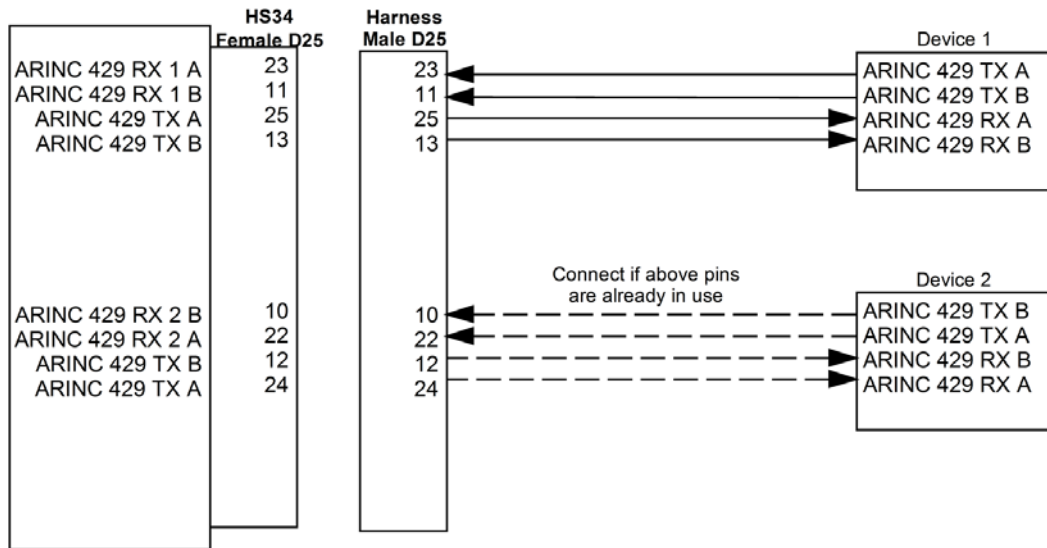 HS34
Female D25
Harness
Male D25
Device 1
ARINC 429 RX 1 A
23
23
ARINC 429 TX A
ARINC 429 RX 1 B
11
11
ARINC 429 TX B
ARINC 429 TX A
25
25
ARINC 429 RX A
ARINC 429 TX B
13
13
ARINC 429 RX B
Connect if above pins
are already in use
Device 2
ARINC 429 RX 2 B
10
10
ARINC 429 TX B
ARINC 429 RX 2 A
22
22
ARINC 429 TX A
ARINC 429 TX B
12
12
ARINC 429 RX B
ARINC 429 TX A
24
24
ARINC 429 RX A